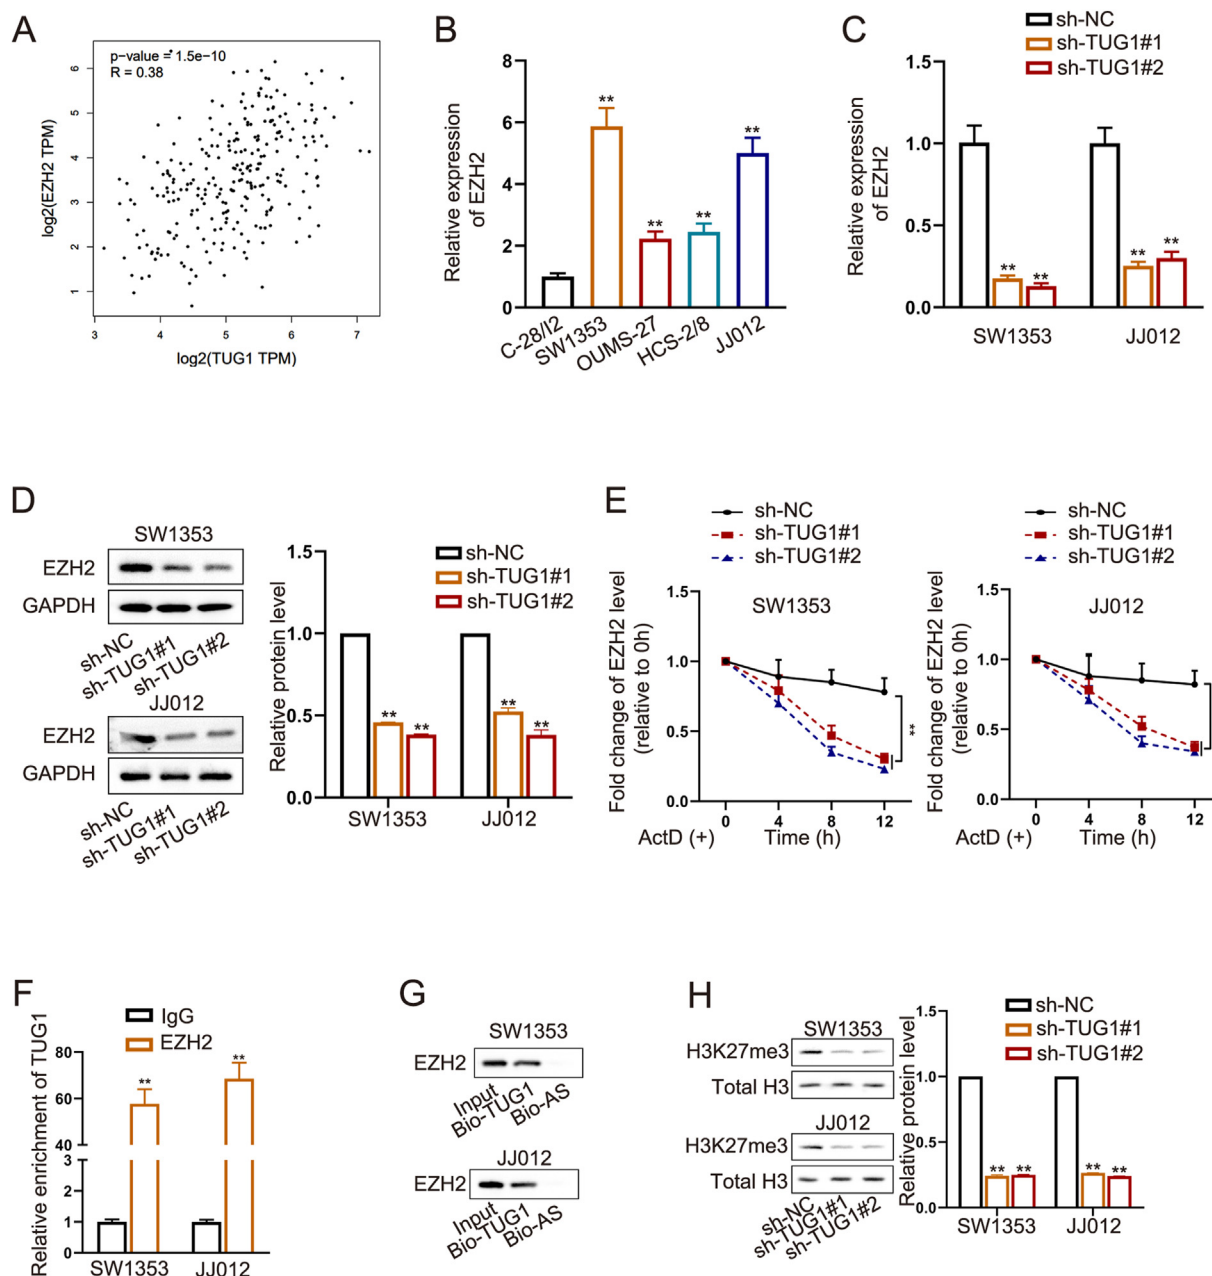 A
p-value = 1.5e-10
R = 0.38
log2(EZH2 TPM)
6
5
4
3
2
1
3 4 5 6 7
log2(TUG1 TPM)
B
Relative expression
of EZH2
8
6
4
2
0
**
**
**
**
C-28/I2
SW1353
OUMS-27
HCS-2/8
JJ012
C
sh-NC
sh-TUG1#1
sh-TUG1#2
Relative expression
of EZH2
1.5
1.0
0.5
0.0
** **
** **
SW1353 JJ012
D
SW1353
EZH2
GAPDH
sh-NC
sh-TUG1#1
sh-TUG1#2
JJ012
EZH2
GAPDH
sh-NC
sh-TUG1#1
sh-TUG1#2
sh-NC
sh-TUG1#1
sh-TUG1#2
Relative protein level
1.5
1.0
0.5
0.0
** **
** **
SW1353 JJ012
E
sh-NC
sh-TUG1#1
sh-TUG1#2
SW1353
Fold change of EZH2 level
(relative to 0h)
1.5
1.0
0.5
0.0
**
0 4 8 12
ActD (+) Time (h)
sh-NC
sh-TUG1#1
sh-TUG1#2
JJ012
Fold change of EZH2 level
(relative to 0h)
1.5
1.0
0.5
0.0
0 4 8 12
ActD (+) Time (h)
F
IgG
EZH2
Relative enrichment of TUG1
80
60
40
3
2
1
0
**
**
SW1353 JJ012
G
SW1353
EZH2
Input
Bio-TUG1
Bio-AS
JJ012
EZH2
Input
Bio-TUG1
Bio-AS
H
SW1353
H3K27me3
Total H3
JJ012
H3K27me3
Total H3
sh-NC
sh-TUG1#1
sh-TUG1#2
sh-NC
sh-TUG1#1
sh-TUG1#2
Relative protein level
1.5
1.0
0.5
0.0
** **
** **
SW1353 JJ012